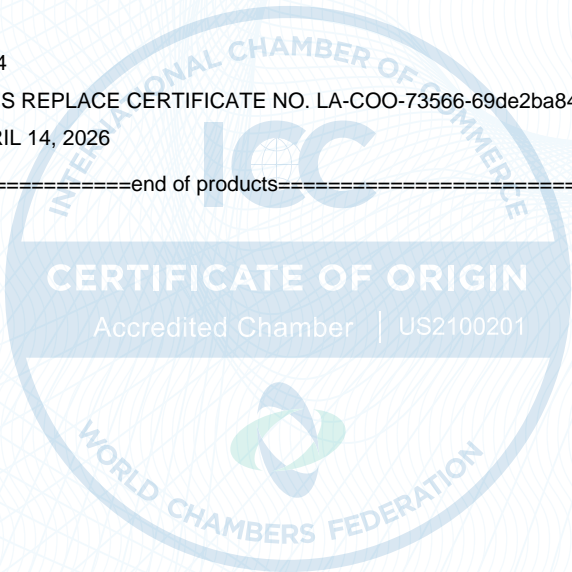 4
S REPLACE CERTIFICATE NO. LA-COO-73566-69de2ba84
RIL 14, 2026
===========end of products========================
INTERNATIONAL CHAMBER OF COMMERCE
ICC
CERTIFICATE OF ORIGIN
Accredited Chamber | US2100201
WORLD CHAMBERS FEDERATION